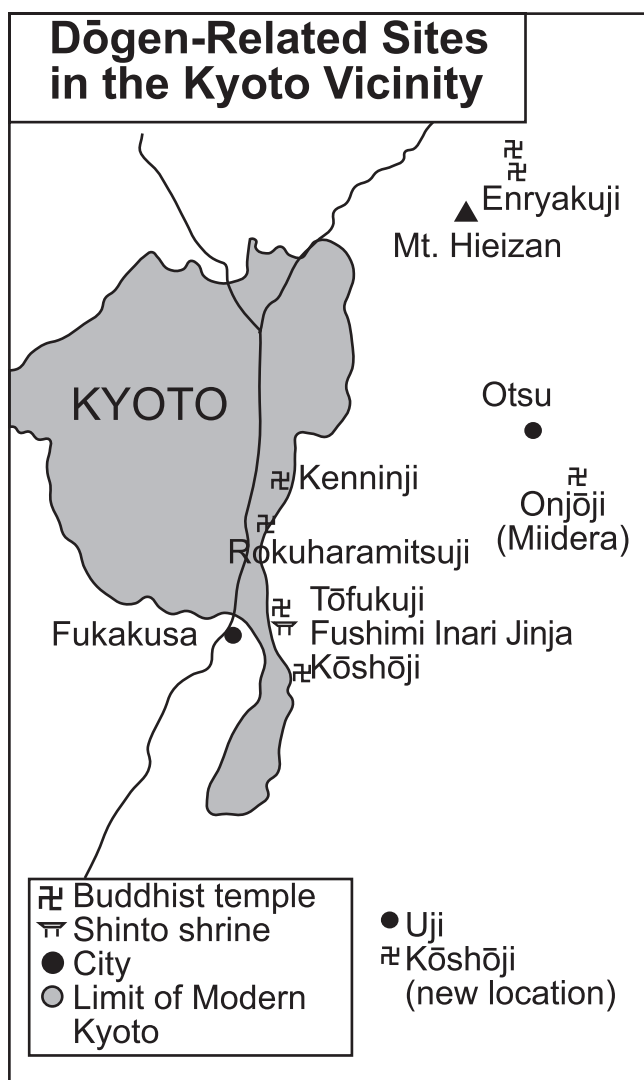 Dōgen-Related Sites
in the Kyoto Vicinity
Enryakuji
Mt. Hieizan
KYOTO
Otsu
Kenninji
Onjōji
(Miidera)
Rokuharamitsuji
Tōfukuji
Fukakusa
Fushimi Inari Jinja
Kōshōji
Buddhist temple
Shinto shrine
City
Limit of Modern
Kyoto
Uji
Kōshōji
(new location)